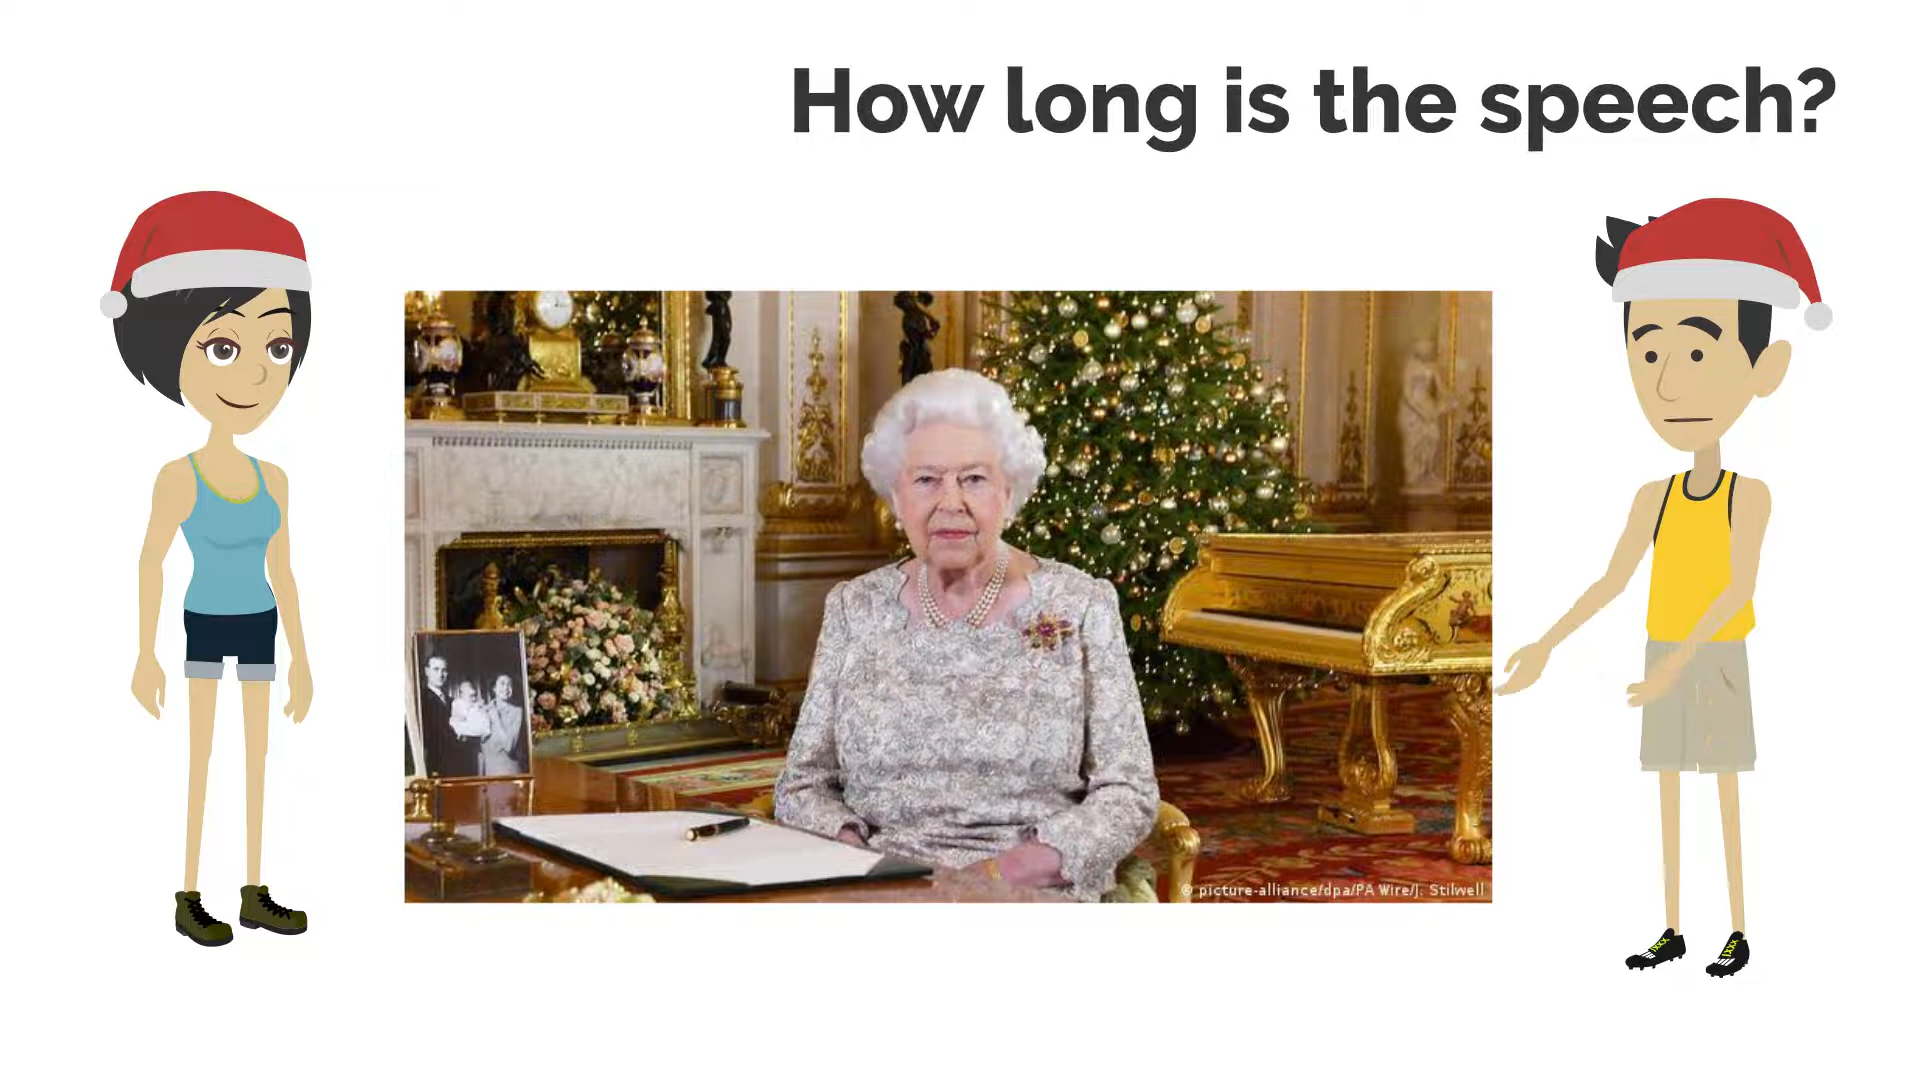 How long is the speech?
© picture-alliance/dpa/PA Wire/J. Stilwell